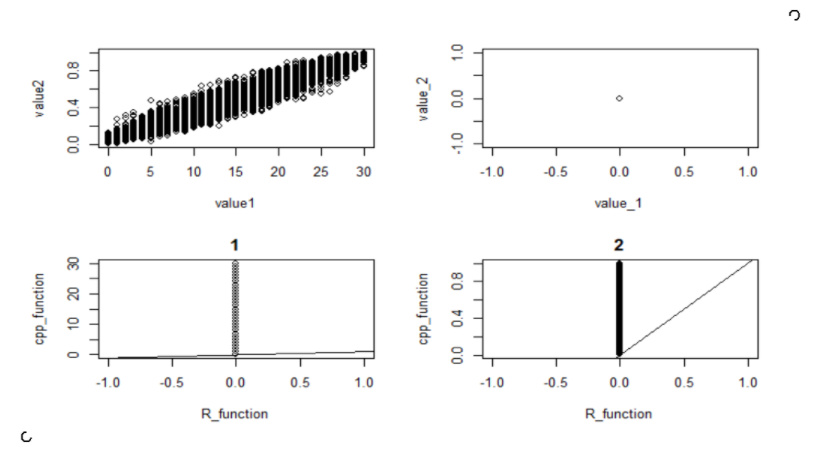 value2
0.0 0.4 0.8
0 5 10 15 20 25 30
value1
value_2
-1.0 0.0 1.0
-1.0 -0.5 0.0 0.5 1.0
value_1
1
cpp_function
0 10 20 30
-1.0 -0.5 0.0 0.5 1.0
R_function
2
cpp_function
0.0 0.4 0.8
-1.0 -0.5 0.0 0.5 1.0
R_function